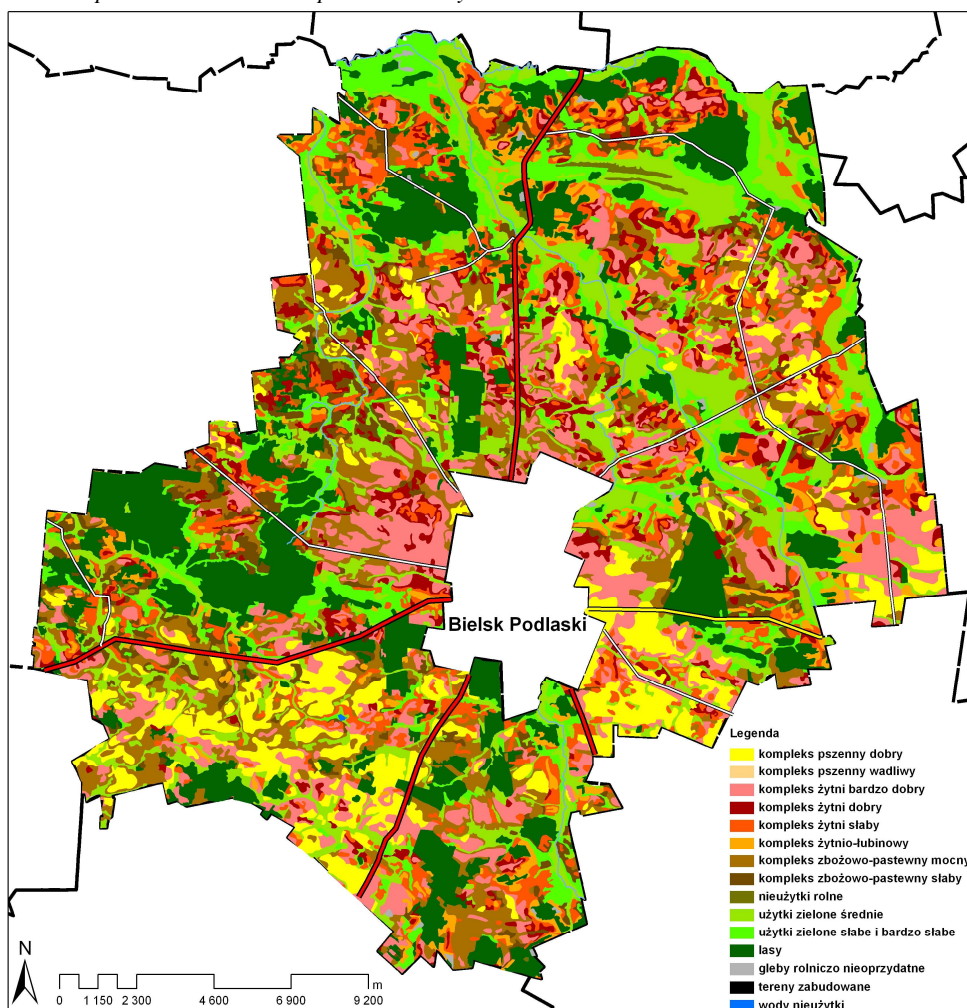 Bielsk Podlaski
Legenda
kompleks pszenny dobry
kompleks pszenny wadliwy
kompleks żytni bardzo dobry
kompleks żytni dobry
kompleks żytni słaby
kompleks żytnio-łubinowy
kompleks zbożowo-pastewny mocny
kompleks zbożowo-pastewny słaby
nieużytki rolne
użytki zielone średnie
użytki zielone słabe i bardzo słabe
lasy
gleby rolniczo nieoprzydatne
tereny zabudowane
wody nieużytki
N
m
0 1 150 2 300 4 600 6 900 9 200